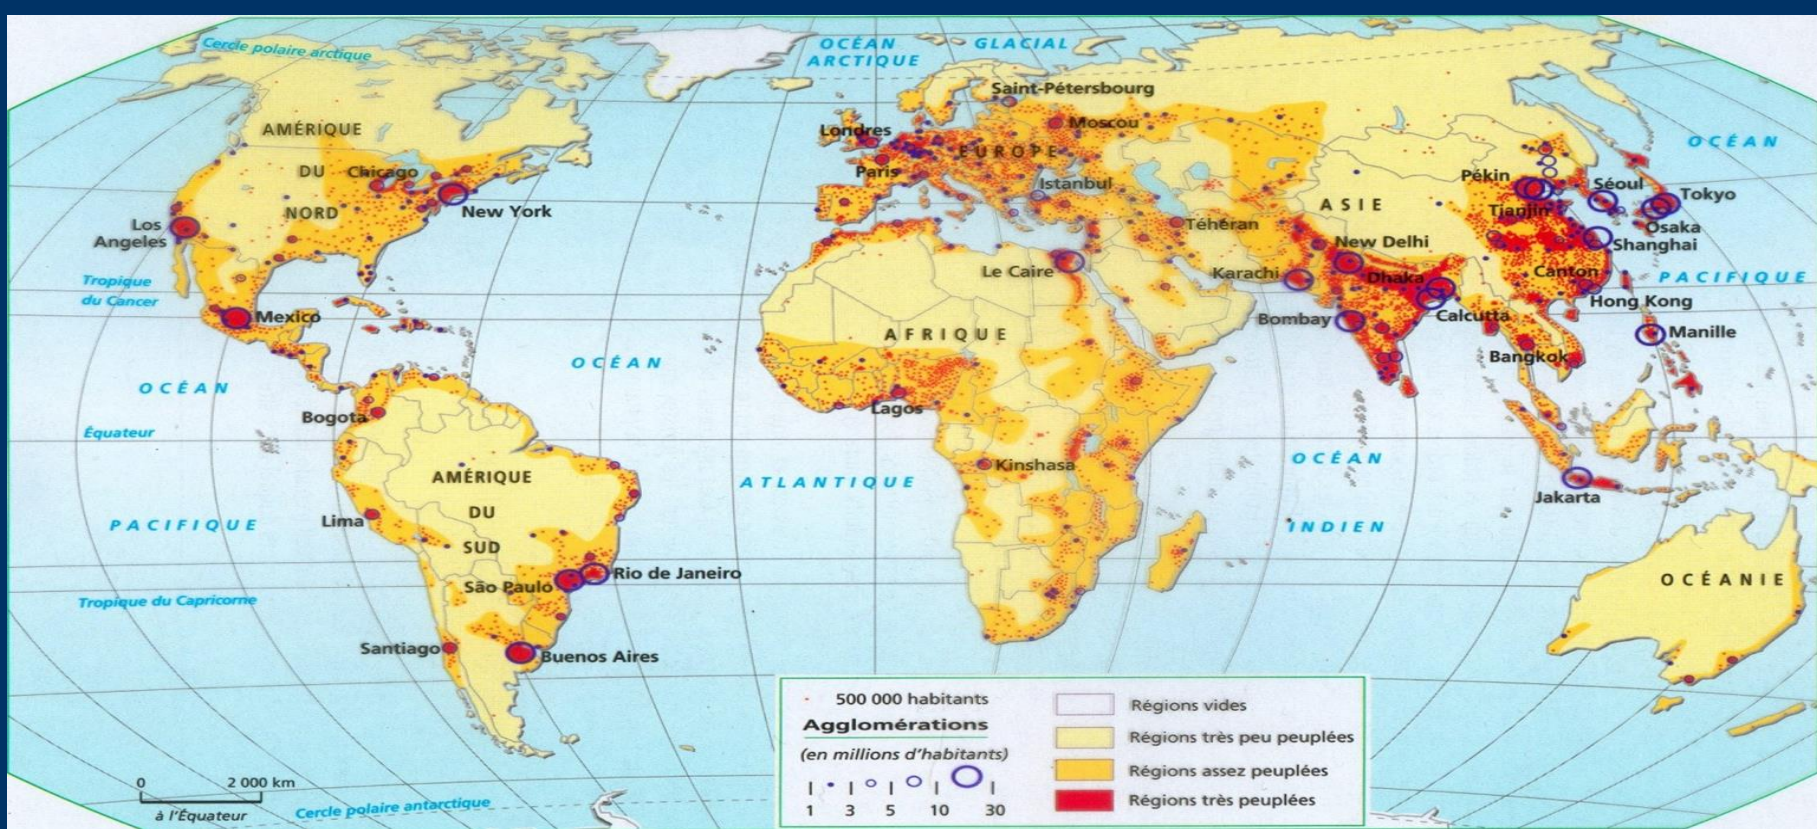 Cercle polaire arctique
OCÉAN GLACIAL
ARCTIQUE
Saint-Pétersbourg
AMÉRIQUE
DU
NORD
Chicago
New York
Los
Angeles
Londres
Moscou
EUROPE
Paris
Istanbul
Téhéran
ASIE
Pékin
Séoul
Tokyo
Tianjin
Osaka
Shanghai
OCÉAN
PACIFIQUE
New Delhi
Le Caire
Karachi
Dhaka
Canton
Hong Kong
Tropique
du Cancer
Mexico
AFRIQUE
Bombay
Calcutta
Manille
Bangkok
OCÉAN
ATLANTIQUE
OCÉAN
PACIFIQUE
Bogota
Lagos
Équateur
Kinshasa
AMÉRIQUE
DU
SUD
OCÉAN
INDIEN
Jakarta
Lima
São Paulo
Rio de Janeiro
OCÉANIE
Tropique du Capricorne
Santiago
Buenos Aires
500 000 habitants
Agglomérations
(en millions d'habitants)
1 3 5 10 30
Régions vides
Régions très peu peuplées
Régions assez peuplées
Régions très peuplées
0 2 000 km
à l'Équateur
Cercle polaire antarctique